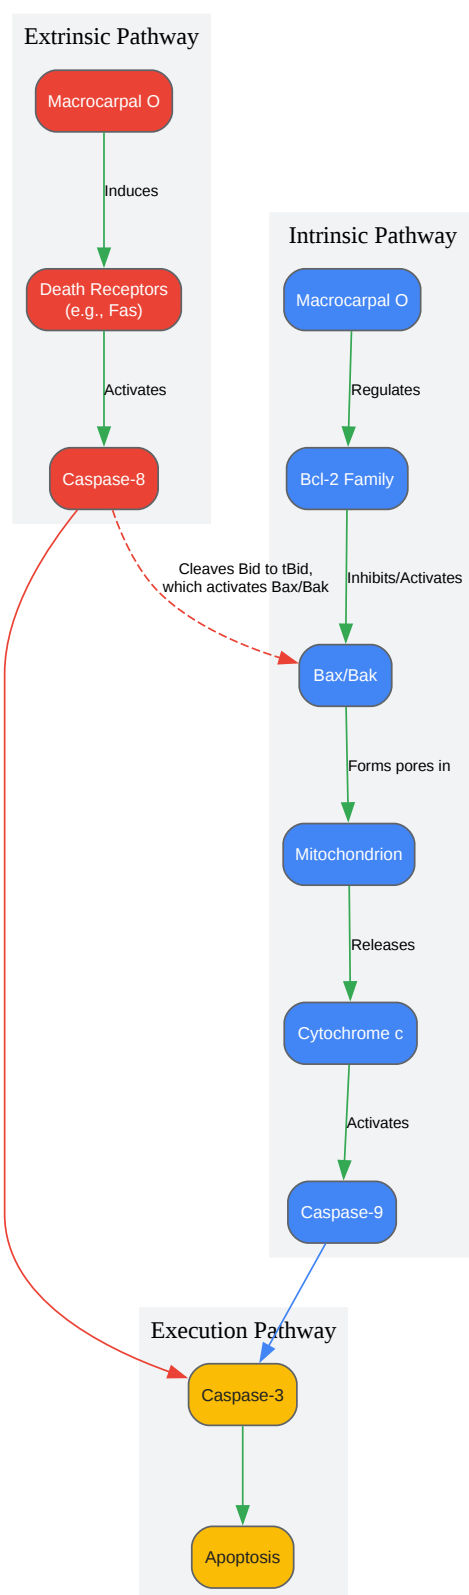 Extrinsic Pathway
Macrocarpal O
Induces
Death Receptors
(e.g., Fas)
Activates
Caspase-8
Cleaves Bid to tBid,
which activates Bax/Bak
Intrinsic Pathway
Macrocarpal O
Regulates
Bcl-2 Family
Inhibits/Activates
Bax/Bak
Forms pores in
Mitochondrion
Releases
Cytochrome c
Activates
Caspase-9
Execution Pathway
Caspase-3
Apoptosis